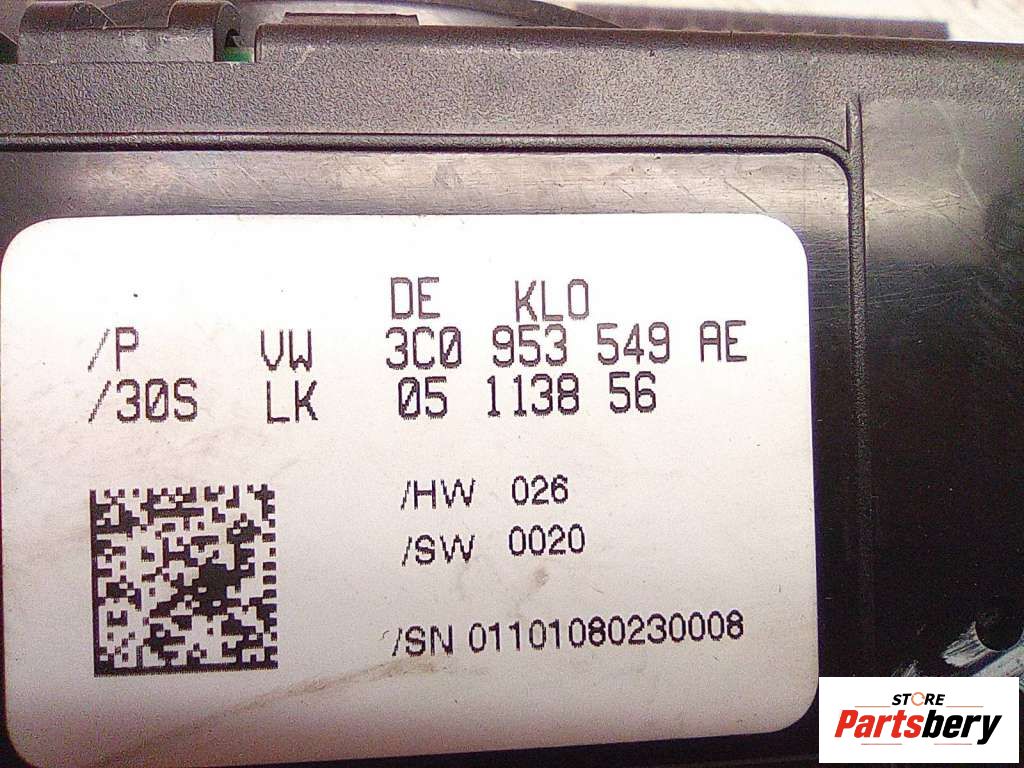 DE KLO
/P VW 3C0 953 549 AE
/30S LK 05 1138 56
/HW 026
/SW 0020
/SN 01101080230008
STORE
Partsbery